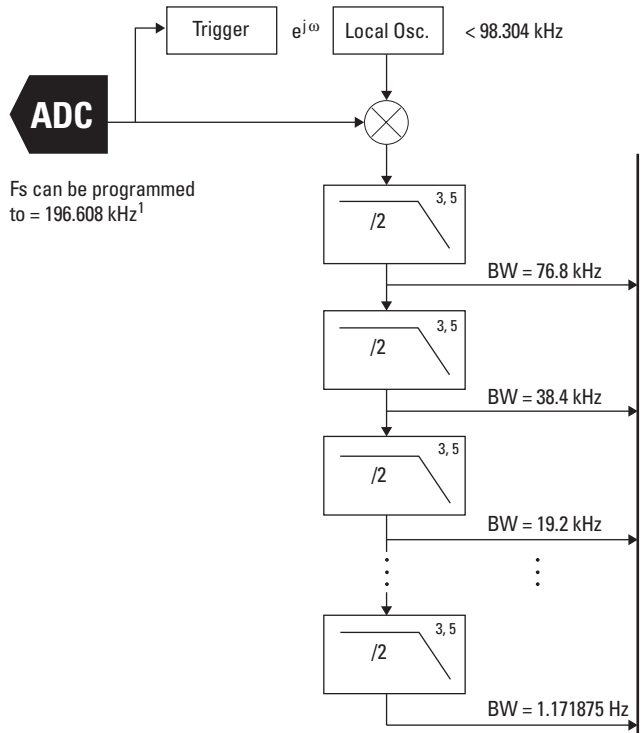 Trigger
e^jω
Local Osc.
< 98.304 kHz
ADC
Fs can be programmed
to = 196.608 kHz¹
3, 5
/2
BW = 76.8 kHz
3, 5
/2
BW = 38.4 kHz
3, 5
/2
BW = 19.2 kHz
3, 5
/2
BW = 1.171875 Hz